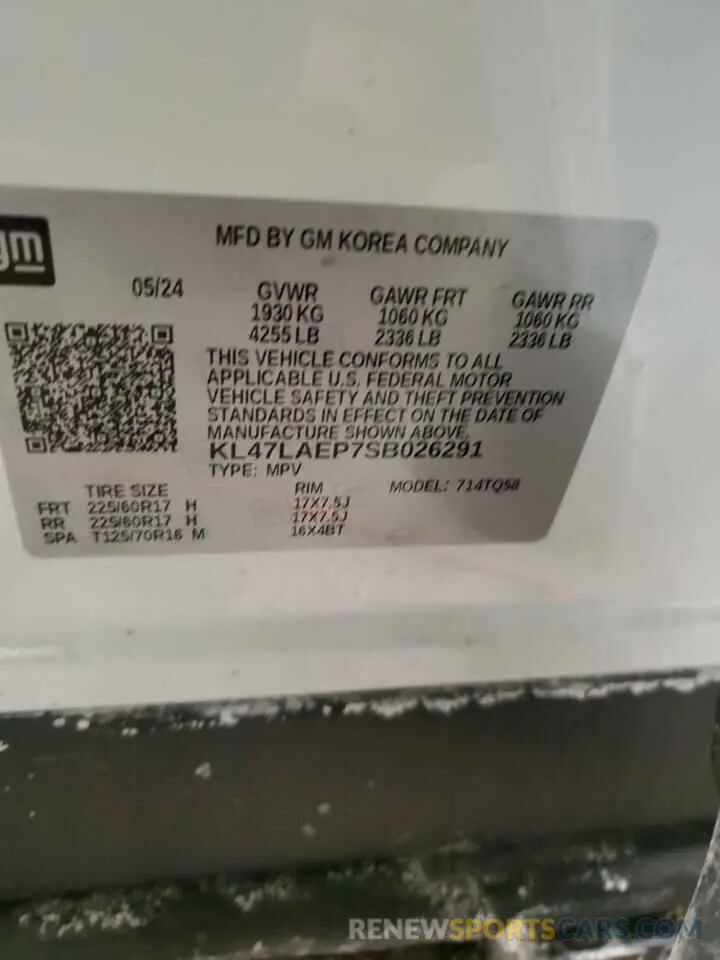 gm
MFD BY GM KOREA COMPANY
05/24 GVWR GAWR FRT GAWR RR
1930 KG 1060 KG 1060 KG
4255 LB 2336 LB 2336 LB
THIS VEHICLE CONFORMS TO ALL
APPLICABLE U.S. FEDERAL MOTOR
VEHICLE SAFETY AND THEFT PREVENTION
STANDARDS IN EFFECT ON THE DATE OF
MANUFACTURE SHOWN ABOVE.
KL47LAEP7SB026291
TYPE: MPV
TIRE SIZE RIM MODEL: 714TQ58
FRT 225/60R17 H 17X7.5J
RR 225/60R17 H 17X7.5J
SPA T125/70R16 M 16X4BT
RENEWSPORTSCARS.COM